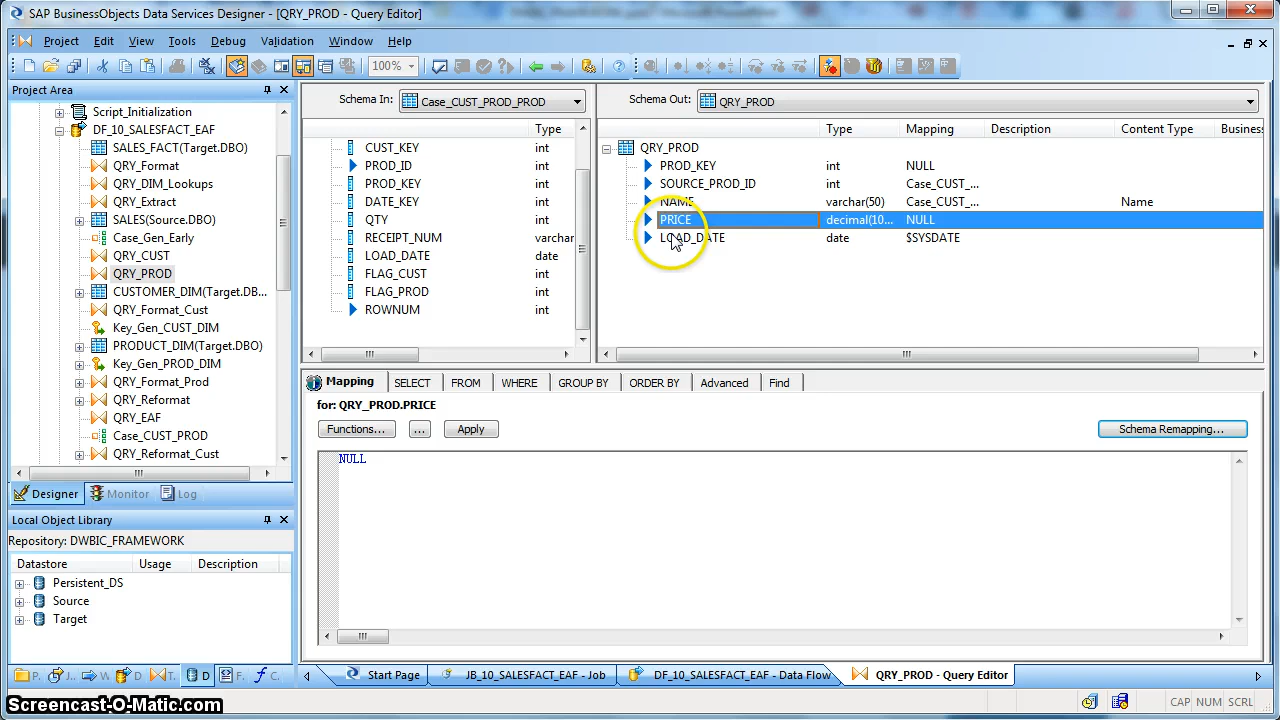 SAP BusinessObjects Data Services Designer - [QRY_PROD - Query Editor]
Project Edit View Tools Debug Validation Window Help
100%
Project Area
Script_Initialization
DF_10_SALESFACT_EAF
SALES_FACT(Target.DBO)
QRY_Format
QRY_DIM_Lookups
QRY_Extract
SALES(Source.DBO)
Case_Gen_Early
QRY_CUST
QRY_PROD
CUSTOMER_DIM(Target.DB...
QRY_Format_Cust
Key_Gen_CUST_DIM
PRODUCT_DIM(Target.DBO)
Key_Gen_PROD_DIM
QRY_Format_Prod
QRY_Reformat
QRY_EAF
Case_CUST_PROD
QRY_Reformat_Cust
Designer Monitor Log
Local Object Library
Repository: DWBIC_FRAMEWORK
Datastore Usage Description
Persistent_DS
Source
Target
P. J.. W D T. D F. C.
Schema In: Case_CUST_PROD_PROD
Type
CUST_KEY int
PROD_ID int
PROD_KEY int
DATE_KEY int
QTY int
RECEIPT_NUM varchar
LOAD_DATE date
FLAG_CUST int
FLAG_PROD int
ROWNUM int
Schema Out: QRY_PROD
Type Mapping Description Content Type Business
QRY_PROD
PROD_KEY int NULL
SOURCE_PROD_ID int Case_CUST_...
NAME varchar(50) Case_CUST_... Name
PRICE decimal(10... NULL
LOAD_DATE date $SYSDATE
Mapping SELECT FROM WHERE GROUP BY ORDER BY Advanced Find
for: QRY_PROD.PRICE
Functions... ... Apply Schema Remapping...
NULL
Start Page JB_10_SALESFACT_EAF - Job DF_10_SALESFACT_EAF - Data Flow QRY_PROD - Query Editor
CAP NUM SCRL
Screencast-O-Matic.com